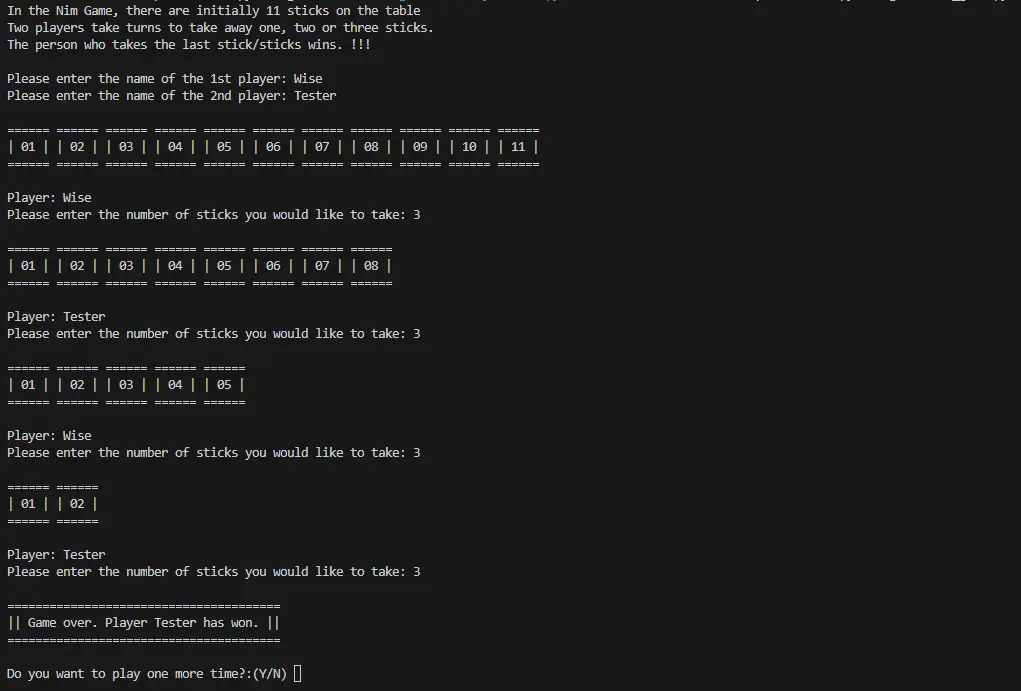 In the Nim Game, there are initially 11 sticks on the table
Two players take turns to take away one, two or three sticks.
The person who takes the last stick/sticks wins. !!!
Please enter the name of the 1st player: Wise
Please enter the name of the 2nd player: Tester
====== ====== ====== ====== ====== ====== ====== ====== ====== ====== ======
| 01 | | 02 | | 03 | | 04 | | 05 | | 06 | | 07 | | 08 | | 09 | | 10 | | 11 |
====== ====== ====== ====== ====== ====== ====== ====== ====== ====== ======
Player: Wise
Please enter the number of sticks you would like to take: 3
====== ====== ====== ====== ====== ====== ====== ======
| 01 | | 02 | | 03 | | 04 | | 05 | | 06 | | 07 | | 08 |
====== ====== ====== ====== ====== ====== ====== ======
Player: Tester
Please enter the number of sticks you would like to take: 3
====== ====== ====== ====== ======
| 01 | | 02 | | 03 | | 04 | | 05 |
====== ====== ====== ====== ======
Player: Wise
Please enter the number of sticks you would like to take: 3
====== ======
| 01 | | 02 |
====== ======
Player: Tester
Please enter the number of sticks you would like to take: 3
=======================================
|| Game over. Player Tester has won. ||
=======================================
Do you want to play one more time?:(Y/N)